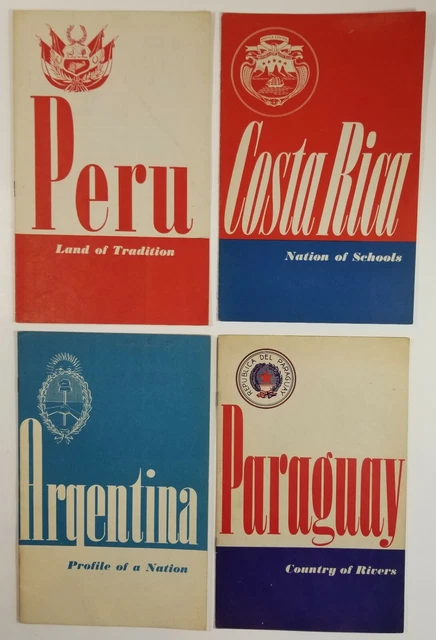 Peru
Land of Tradition
Costa Rica
Nation of Schools
Argentina
Profile of a Nation
REPUBLICA DEL PARAGUAY
Paraguay
Country of Rivers